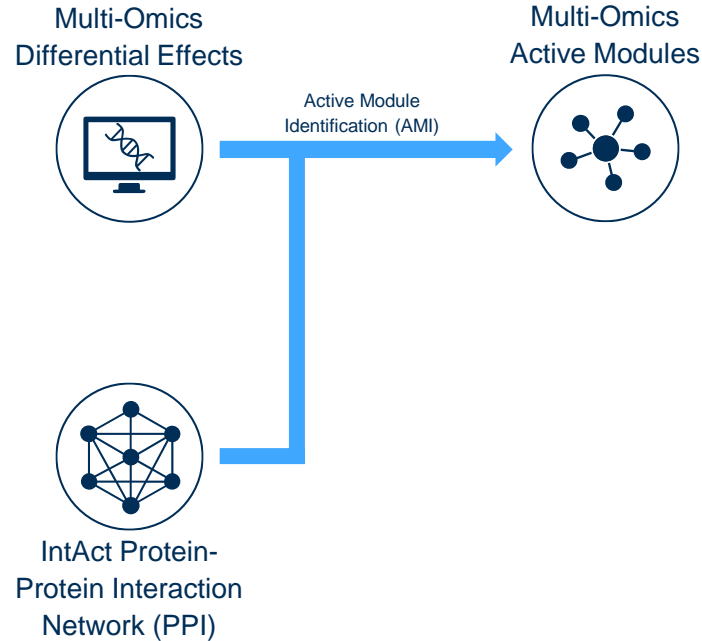 Multi-Omics
Differential Effects
Active Module
Identification (AMI)
Multi-Omics
Active Modules
IntAct Protein-
Protein Interaction
Network (PPI)